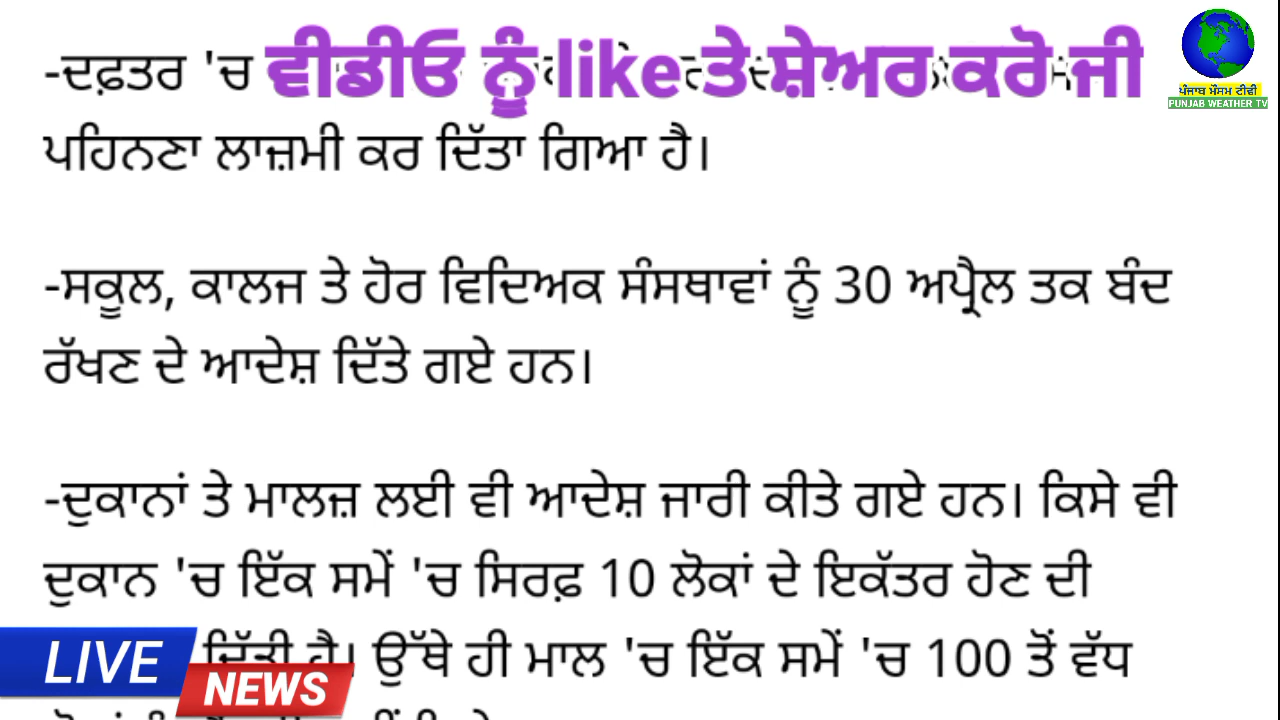 -ਦਫ਼ਤਰ 'ਚ
ਵੀਡੀਓ ਨੂੰ like ਤੇ ਸ਼ੇਅਰ ਕਰੋ ਜੀ
ਪੰਜਾਬ ਮੌਸਮ ਟੀਵੀ
PUNJAB WEATHER TV
ਪਹਿਨਣਾ ਲਾਜ਼ਮੀ ਕਰ ਦਿੱਤਾ ਗਿਆ ਹੈ।
-ਸਕੂਲ, ਕਾਲਜ ਤੇ ਹੋਰ ਵਿਦਿਅਕ ਸੰਸਥਾਵਾਂ ਨੂੰ 30 ਅਪ੍ਰੈਲ ਤਕ ਬੰਦ
ਰੱਖਣ ਦੇ ਆਦੇਸ਼ ਦਿੱਤੇ ਗਏ ਹਨ।
-ਦੁਕਾਨਾਂ ਤੇ ਮਾਲਜ਼ ਲਈ ਵੀ ਆਦੇਸ਼ ਜਾਰੀ ਕੀਤੇ ਗਏ ਹਨ। ਕਿਸੇ ਵੀ
ਦੁਕਾਨ 'ਚ ਇੱਕ ਸਮੇਂ 'ਚ ਸਿਰਫ਼ 10 ਲੋਕਾਂ ਦੇ ਇਕੱਤਰ ਹੋਣ ਦੀ
ਦਿੱਤੀ ਹੈ। ਉੱਥੇ ਹੀ ਮਾਲ 'ਚ ਇੱਕ ਸਮੇਂ 'ਚ 100 ਤੋਂ ਵੱਧ
LIVE
NEWS